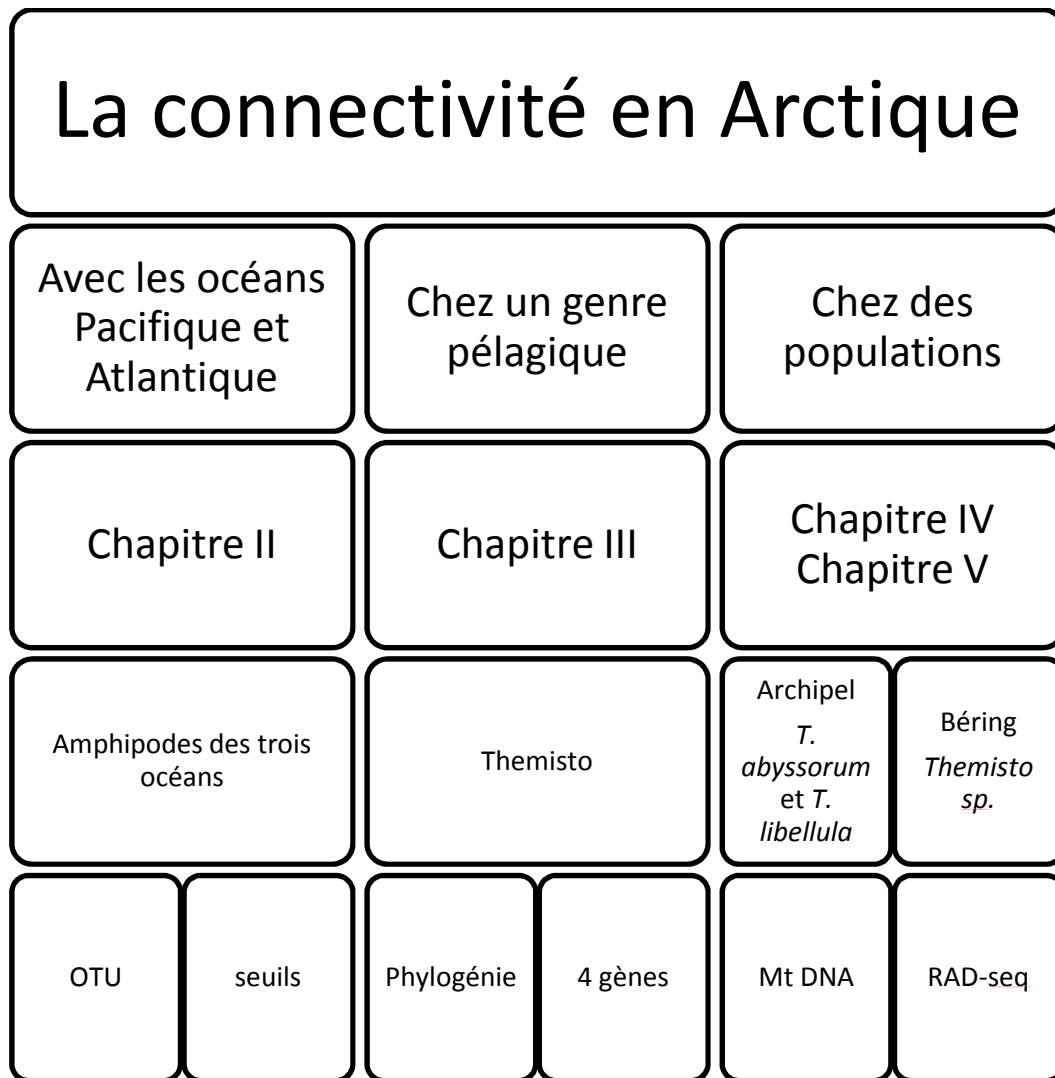 La connectivité en Arctique
Avec les océans
Pacifique et
Atlantique
Chez un genre
pélagique
Chez des
populations
Chapitre II
Chapitre III
Chapitre IV
Chapitre V
Amphipodes des trois
océans
Themisto
Archipel
T.
abyssorum
et T.
libellula
Béring
Themisto
sp.
OTU
seuils
Phylogénie
4 gènes
Mt DNA
RAD-seq